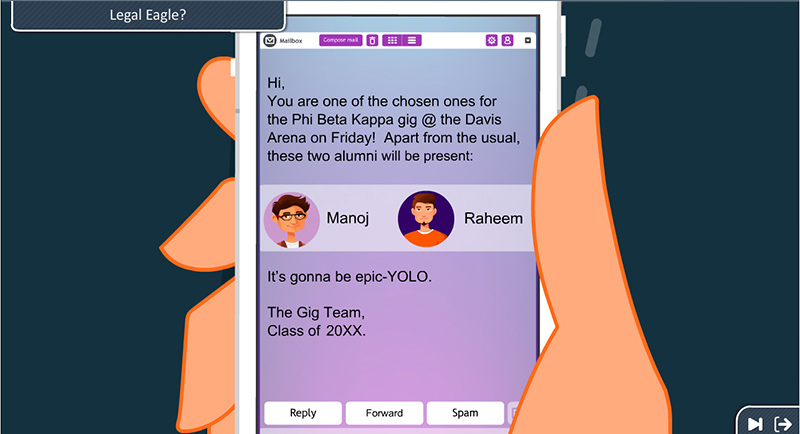 Legal Eagle?
Mailbox
Compose mail
Hi,
You are one of the chosen ones for
the Phi Beta Kappa gig @ the Davis
Arena on Friday!  Apart from the usual,
these two alumni will be present:
Manoj
Raheem
It's gonna be epic-YOLO.
The Gig Team,
Class of 20XX.
Reply
Forward
Spam